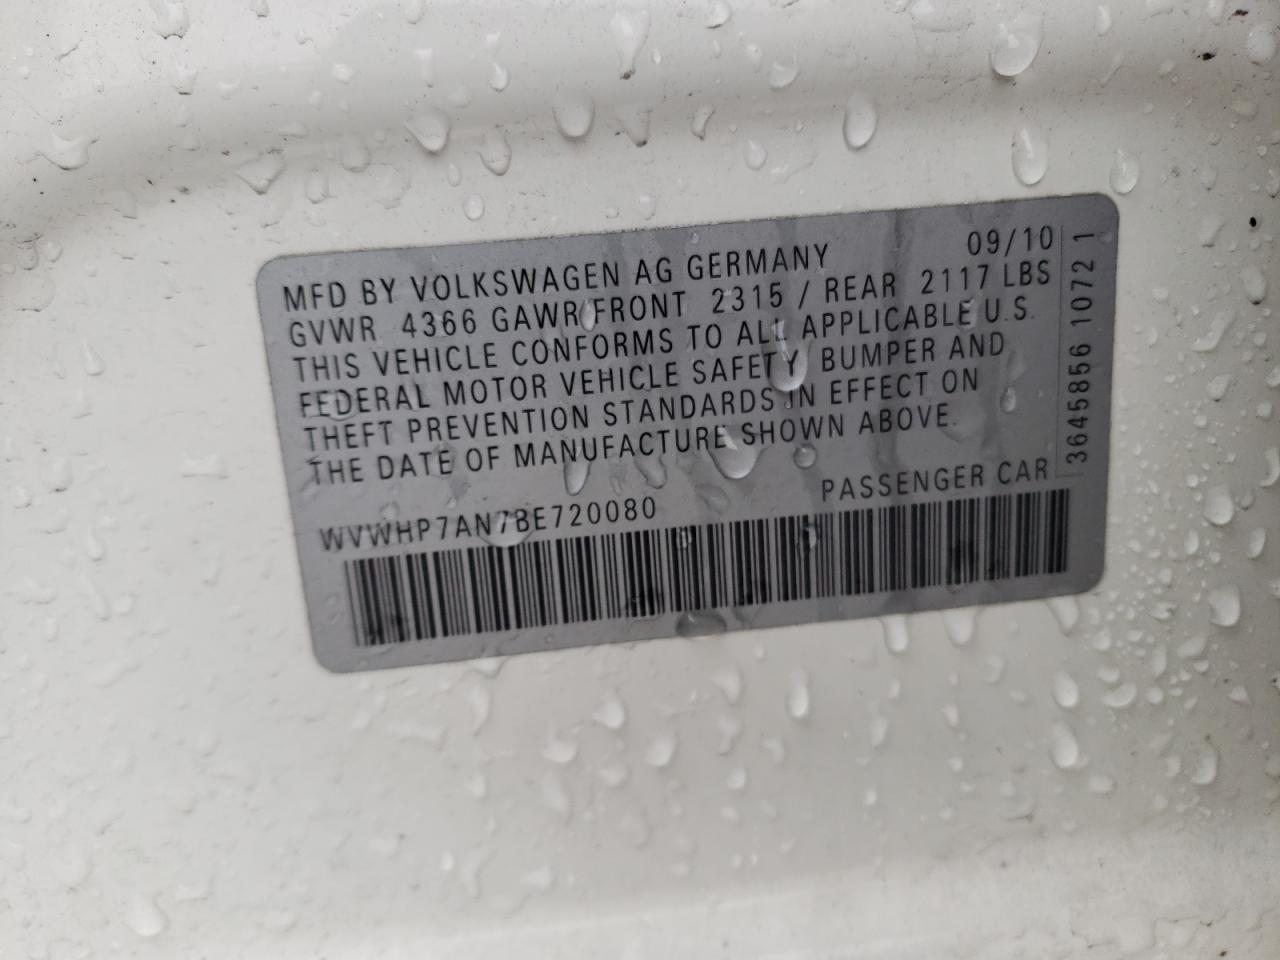 MFD BY VOLKSWAGEN AG GERMANY 09/10
GVWR 4366 GAWR FRONT 2315 / REAR 2117 LBS
THIS VEHICLE CONFORMS TO ALL APPLICABLE U.S.
FEDERAL MOTOR VEHICLE SAFETY BUMPER AND
THEFT PREVENTION STANDARDS IN EFFECT ON
THE DATE OF MANUFACTURE SHOWN ABOVE.
WVWHP7AN7BE720080 PASSENGER CAR
3645856 1072 1